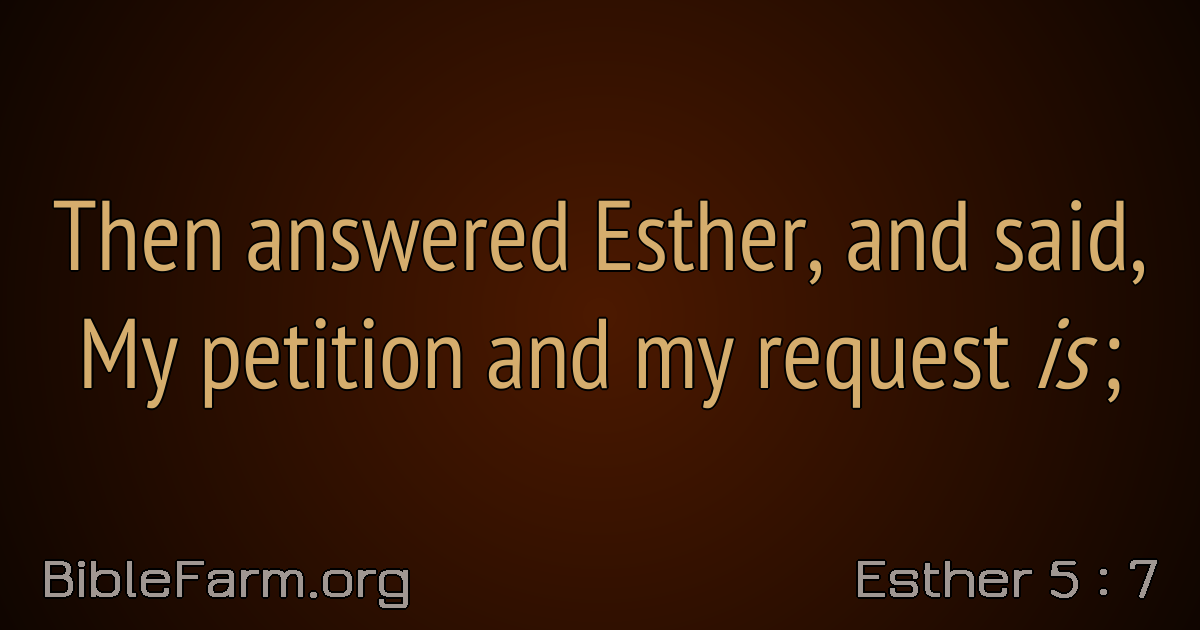 Then answered Esther, and said,
My petition and my request is;
BibleFarm.org
Esther 5 : 7